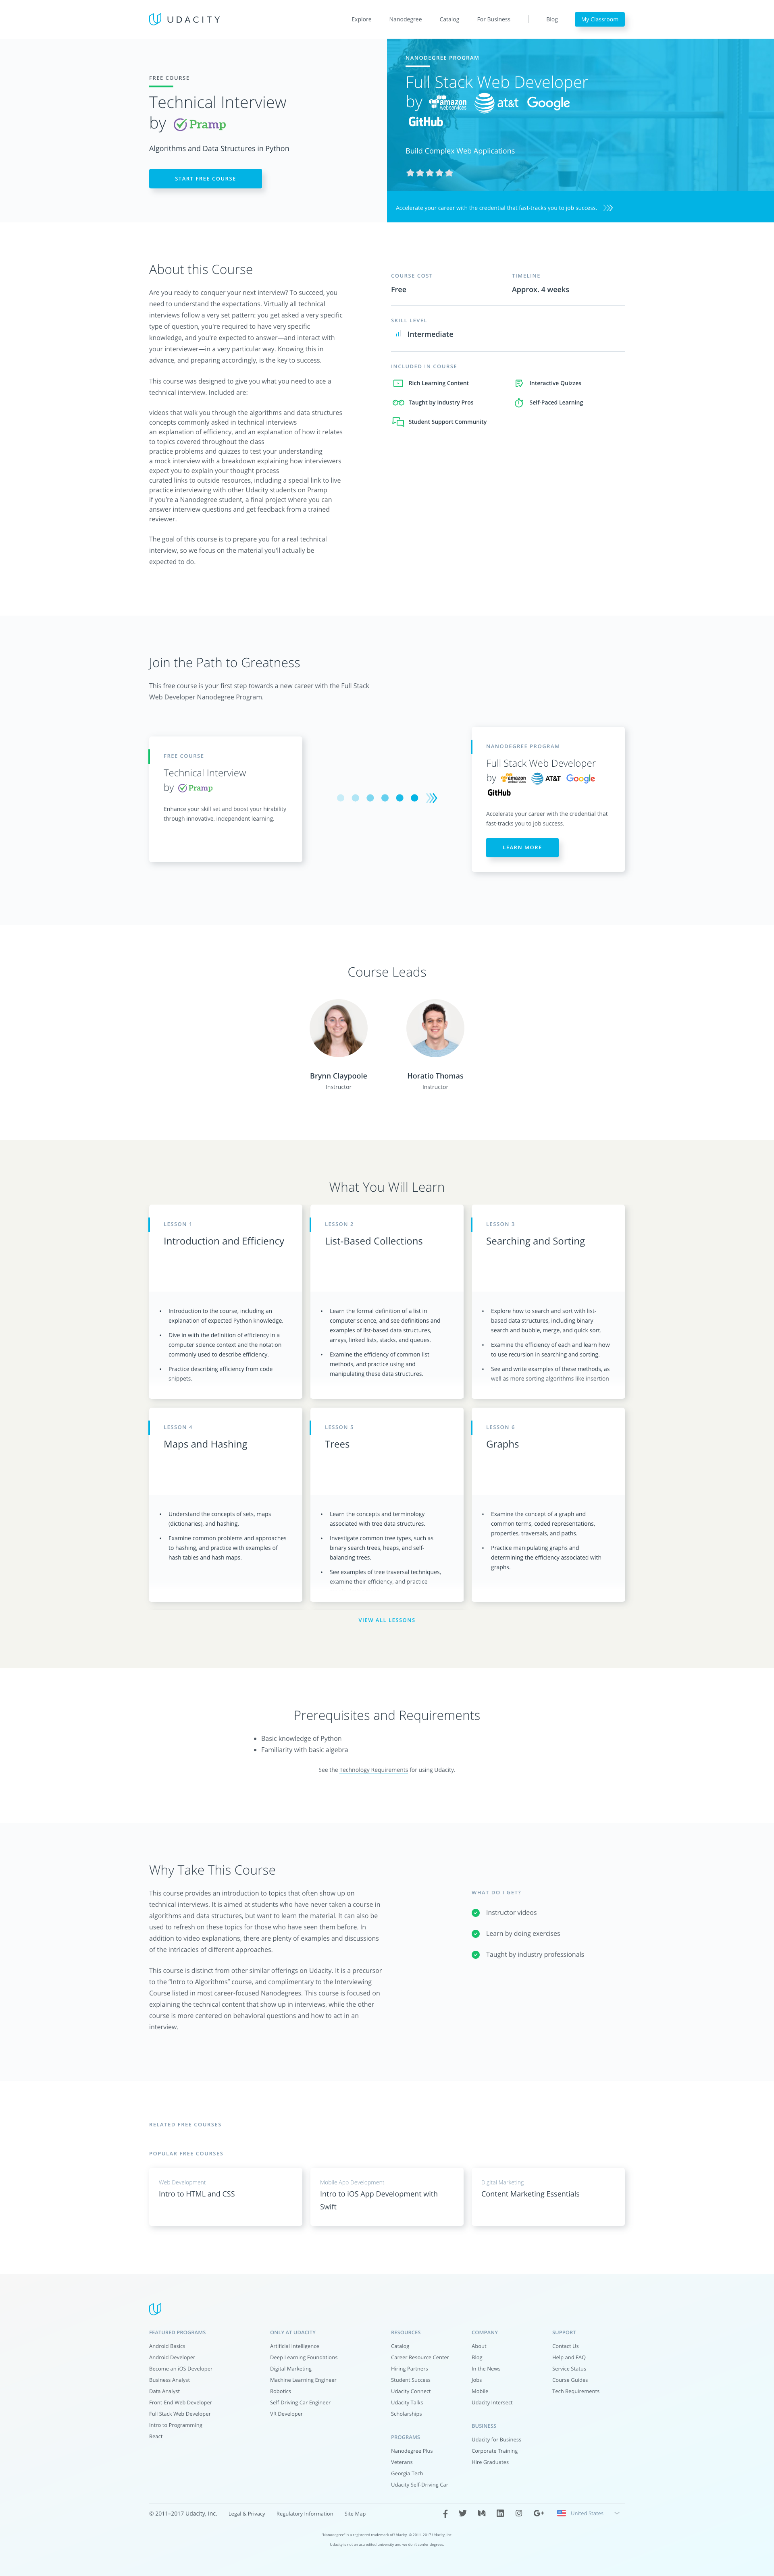 UDACITY
Explore Nanodegree Catalog For Business Blog My Classroom
FREE COURSE
Technical Interview
by Pramp
Algorithms and Data Structures in Python
START FREE COURSE
NANODEGREE PROGRAM
Full Stack Web Developer
by amazon webservices at&t Google
GitHub
Build Complex Web Applications
Accelerate your career with the credential that fast-tracks you to job success.
About this Course
Are you ready to conquer your next interview? To succeed, you
need to understand the expectations. Virtually all technical
interviews follow a very set pattern: you get asked a very specific
type of question, you're required to have very specific
knowledge, and you're expected to answer—and interact with
your interviewer—in a very particular way. Knowing this in
advance, and preparing accordingly, is the key to success.
This course was designed to give you what you need to ace a
technical interview. Included are:
videos that walk you through the algorithms and data structures
concepts commonly asked in technical interviews
an explanation of efficiency, and an explanation of how it relates
to topics covered throughout the class
practice problems and quizzes to test your understanding
a mock interview with a breakdown explaining how interviewers
expect you to explain your thought process
curated links to outside resources, including a special link to live
practice interviewing with other Udacity students on Pramp
if you're a Nanodegree student, a final project where you can
answer interview questions and get feedback from a trained
reviewer.
The goal of this course is to prepare you for a real technical
interview, so we focus on the material you'll actually be
expected to do.
COURSE COST
Free
TIMELINE
Approx. 4 weeks
SKILL LEVEL
Intermediate
INCLUDED IN COURSE
Rich Learning Content
Interactive Quizzes
Taught by Industry Pros
Self-Paced Learning
Student Support Community
Join the Path to Greatness
This free course is your first step towards a new career with the Full Stack
Web Developer Nanodegree Program.
FREE COURSE
Technical Interview
by Pramp
Enhance your skill set and boost your hirability
through innovative, independent learning.
NANODEGREE PROGRAM
Full Stack Web Developer
by amazon webservices AT&T Google
GitHub
Accelerate your career with the credential that
fast-tracks you to job success.
LEARN MORE
Course Leads
Brynn Claypoole
Instructor
Horatio Thomas
Instructor
What You Will Learn
LESSON 1
Introduction and Efficiency
Introduction to the course, including an
explanation of expected Python knowledge.
Dive in with the definition of efficiency in a
computer science context and the notation
commonly used to describe efficiency.
Practice describing efficiency from code
snippets.
LESSON 2
List-Based Collections
Learn the formal definition of a list in
computer science, and see definitions and
examples of list-based data structures,
arrays, linked lists, stacks, and queues.
Examine the efficiency of common list
methods, and practice using and
manipulating these data structures.
LESSON 3
Searching and Sorting
Explore how to search and sort with list-
based data structures, including binary
search and bubble, merge, and quick sort.
Examine the efficiency of each and learn how
to use recursion in searching and sorting.
See and write examples of these methods, as
well as more sorting algorithms like insertion
LESSON 4
Maps and Hashing
Understand the concepts of sets, maps
(dictionaries), and hashing.
Examine common problems and approaches
to hashing, and practice with examples of
hash tables and hash maps.
LESSON 5
Trees
Learn the concepts and terminology
associated with tree data structures.
Investigate common tree types, such as
binary search trees, heaps, and self-
balancing trees.
See examples of tree traversal techniques,
examine their efficiency, and practice
LESSON 6
Graphs
Examine the concept of a graph and
common terms, coded representations,
properties, traversals, and paths.
Practice manipulating graphs and
determining the efficiency associated with
graphs.
VIEW ALL LESSONS
Prerequisites and Requirements
Basic knowledge of Python
Familiarity with basic algebra
See the Technology Requirements for using Udacity.
Why Take This Course
This course provides an introduction to topics that often show up on
technical interviews. It is aimed at students who have never taken a course in
algorithms and data structures, but want to learn the material. It can also be
used to refresh on these topics for those who have seen them before. In
addition to video explanations, there are plenty of examples and discussions
of the intricacies of different approaches.
This course is distinct from other similar offerings on Udacity. It is a precursor
to the "Intro to Algorithms" course, and complimentary to the Interviewing
Course listed in most career-focused Nanodegrees. This course is focused on
explaining the technical content that show up in interviews, while the other
course is more centered on behavioral questions and how to act in an
interview.
WHAT DO I GET?
Instructor videos
Learn by doing exercises
Taught by industry professionals
RELATED FREE COURSES
POPULAR FREE COURSES
Web Development
Intro to HTML and CSS
Mobile App Development
Intro to iOS App Development with
Swift
Digital Marketing
Content Marketing Essentials
FEATURED PROGRAMS
Android Basics
Android Developer
Become an iOS Developer
Business Analyst
Data Analyst
Front-End Web Developer
Full Stack Web Developer
Intro to Programming
React
ONLY AT UDACITY
Artificial Intelligence
Deep Learning Foundations
Digital Marketing
Machine Learning Engineer
Robotics
Self-Driving Car Engineer
VR Developer
RESOURCES
Catalog
Career Resource Center
Hiring Partners
Student Success
Udacity Connect
Udacity Talks
Scholarships
PROGRAMS
Nanodegree Plus
Veterans
Georgia Tech
Udacity Self-Driving Car
COMPANY
About
Blog
In the News
Jobs
Mobile
Udacity Intersect
BUSINESS
Udacity for Business
Corporate Training
Hire Graduates
SUPPORT
Contact Us
Help and FAQ
Service Status
Course Guides
Tech Requirements
© 2011–2017 Udacity, Inc. Legal & Privacy Regulatory Information Site Map United States
"Nanodegree" is a registered trademark of Udacity. © 2011–2017 Udacity, Inc.
Udacity is not an accredited university and we don't confer degrees.